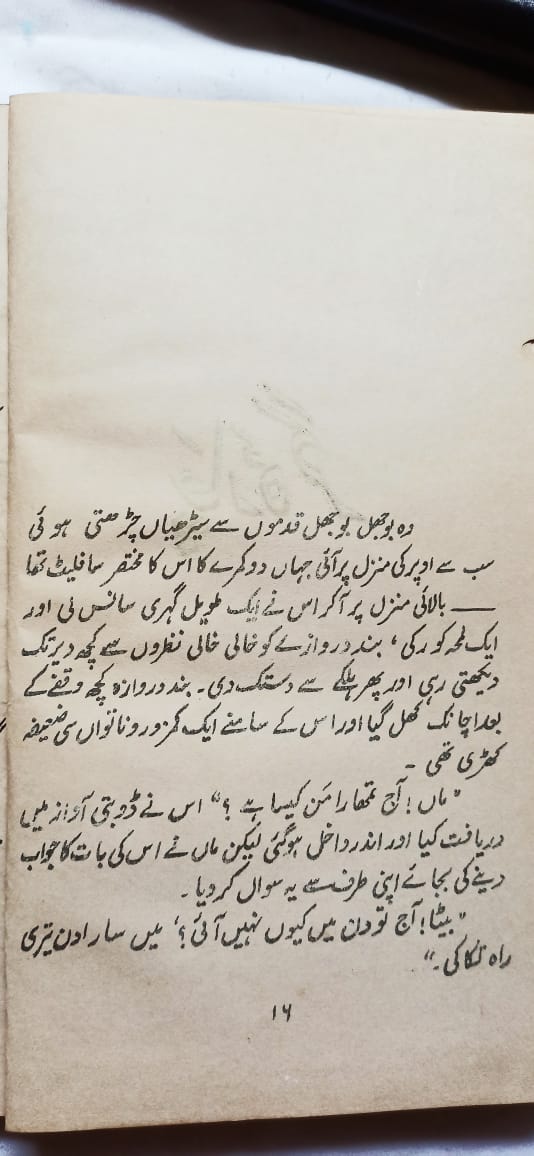 وہ بوجھل بوجھل قدموں سے سیڑھیاں چڑھتی ہوئی
سب سے اوپر کی منزل پر آئی جہاں دو کمرے کا اس کا مختصر سا فلیٹ تھا
— بالائی منزل پر آکر اس نے ایک طویل گہری سانس لی اور
ایک لمحہ کو رکی، بند دروازے کو خالی خالی نظروں سے کچھ دیر تک
دیکھتی رہی اور پھر ہلکے سے دستک دی۔ بند دروازہ کچھ وقفے کے
بعد اچانک کھل گیا اور اس کے سامنے ایک کمزور و ناتواں سی ضعیفہ
کھڑی تھی۔
"ماں! آج تمھارا مَن کیسا ہے؟" اس نے ڈوبتی آواز میں
دریافت کیا اور اندر داخل ہوگئی لیکن ماں نے اس کی بات کا جواب
دینے کی بجائے اپنی طرف سے یہ سوال کر دیا۔
"بیٹا! آج تو دن میں کیوں نہیں آئی؟، میں سارا دن تیری
راہ تکا کی۔"
۱۶